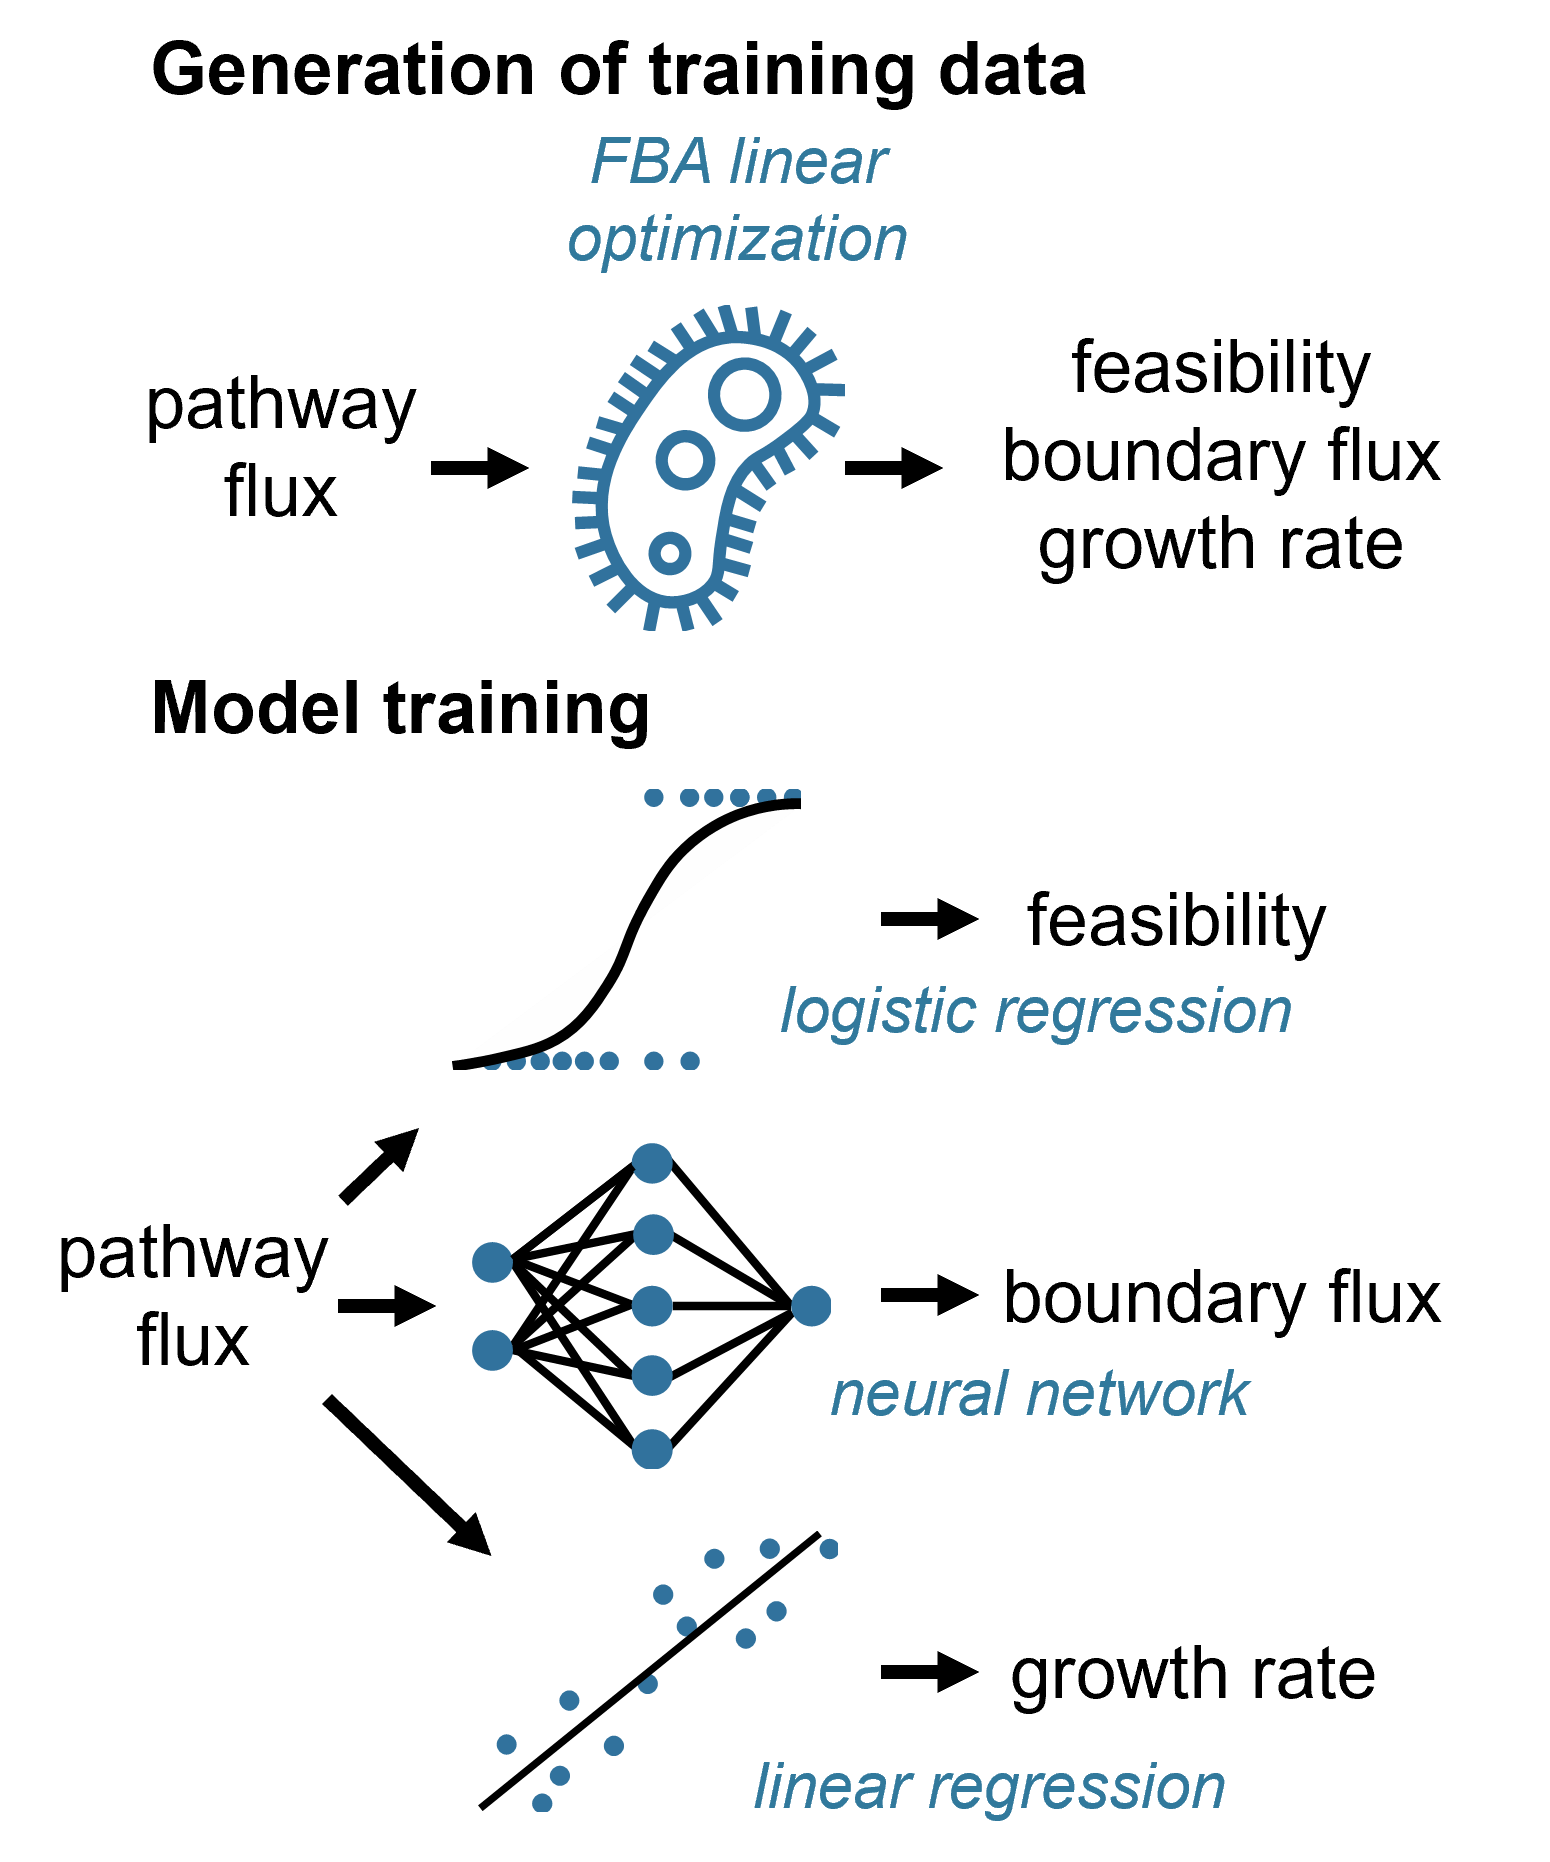 Generation of training data
FBA linear
optimization
pathway
flux
feasibility
boundary flux
growth rate
Model training
feasibility
logistic regression
pathway
flux
boundary flux
neural network
growth rate
linear regression